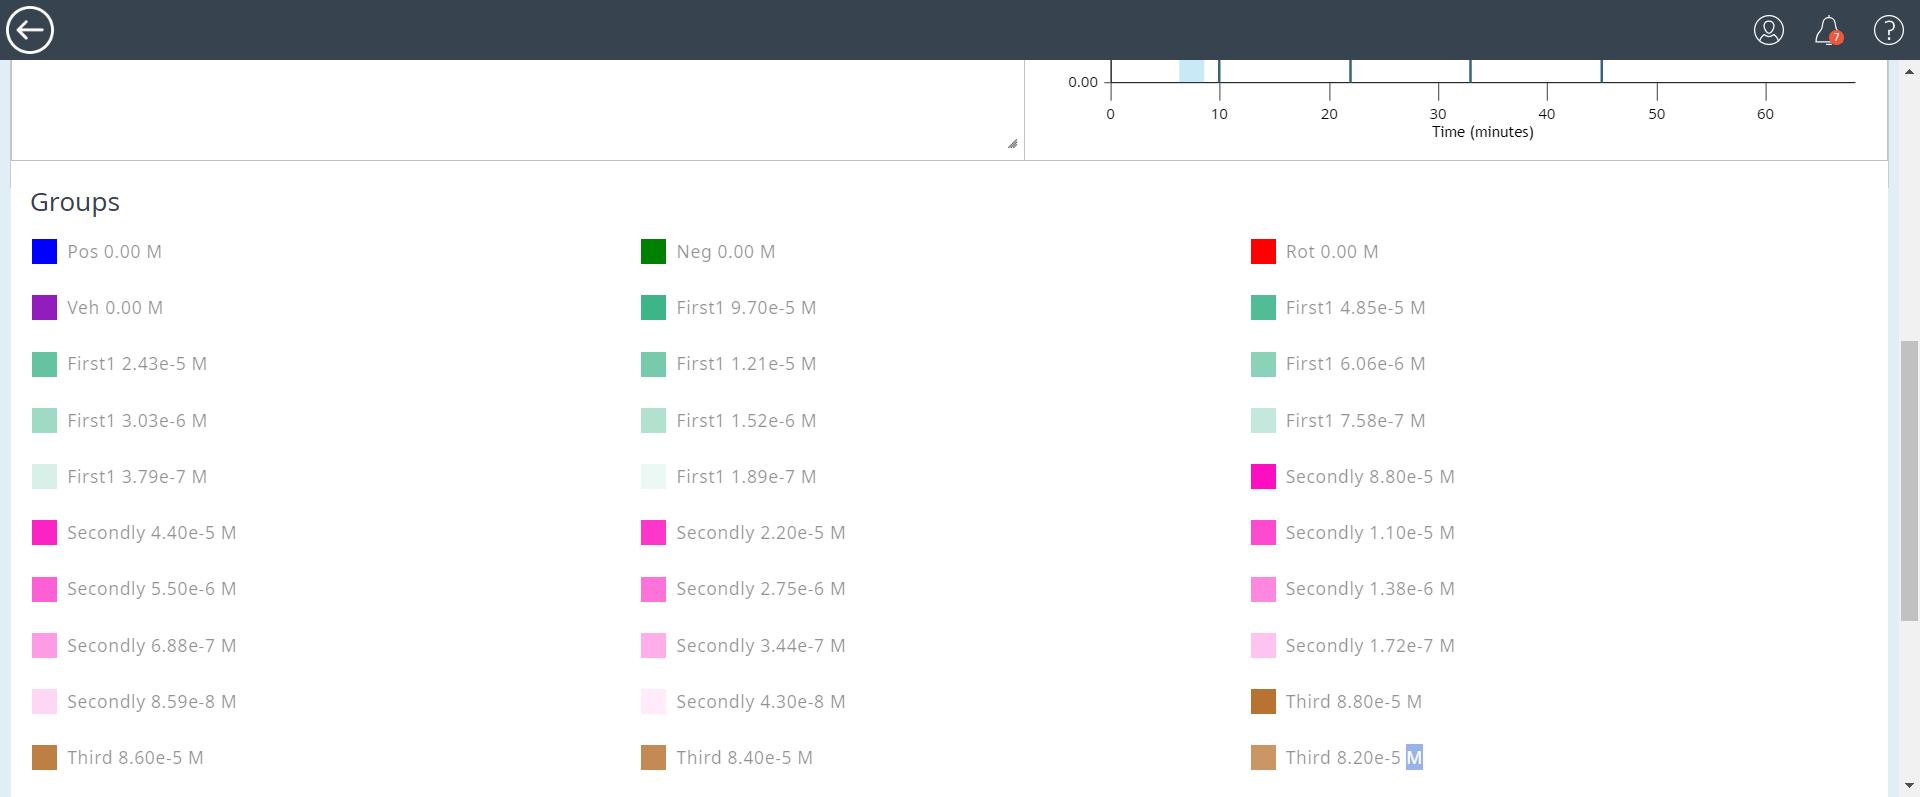 7
0.00
0 10 20 30 40 50 60
Time (minutes)
Groups
Pos 0.00 M Neg 0.00 M Rot 0.00 M
Veh 0.00 M First1 9.70e-5 M First1 4.85e-5 M
First1 2.43e-5 M First1 1.21e-5 M First1 6.06e-6 M
First1 3.03e-6 M First1 1.52e-6 M First1 7.58e-7 M
First1 3.79e-7 M First1 1.89e-7 M Secondly 8.80e-5 M
Secondly 4.40e-5 M Secondly 2.20e-5 M Secondly 1.10e-5 M
Secondly 5.50e-6 M Secondly 2.75e-6 M Secondly 1.38e-6 M
Secondly 6.88e-7 M Secondly 3.44e-7 M Secondly 1.72e-7 M
Secondly 8.59e-8 M Secondly 4.30e-8 M Third 8.80e-5 M
Third 8.60e-5 M Third 8.40e-5 M Third 8.20e-5 M